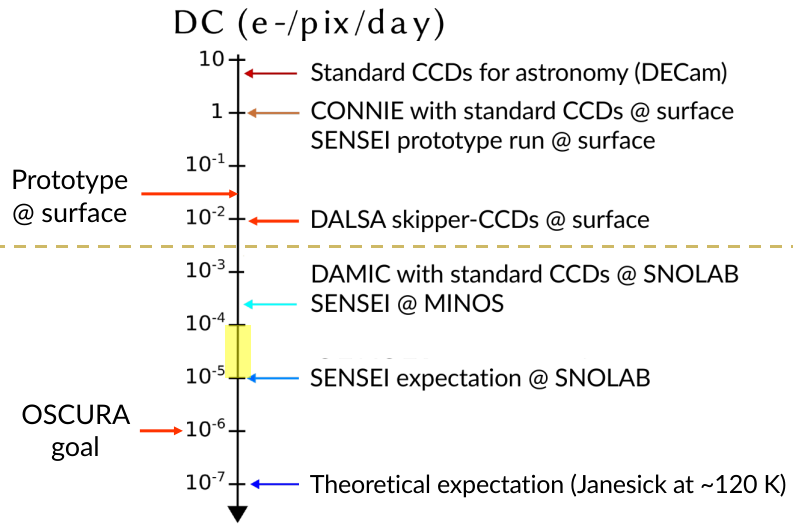 DC (e-/pix/day)
10
Standard CCDs for astronomy (DECam)
1
CONNIE with standard CCDs @ surface
SENSEI prototype run @ surface
10-1
Prototype
@ surface
10-2
DALSA skipper-CCDs @ surface
10-3
DAMIC with standard CCDs @ SNOLAB
SENSEI @ MINOS
10-4
10-5
SENSEI expectation @ SNOLAB
OSCURA
goal
10-6
10-7
Theoretical expectation (Janesick at ~120 K)